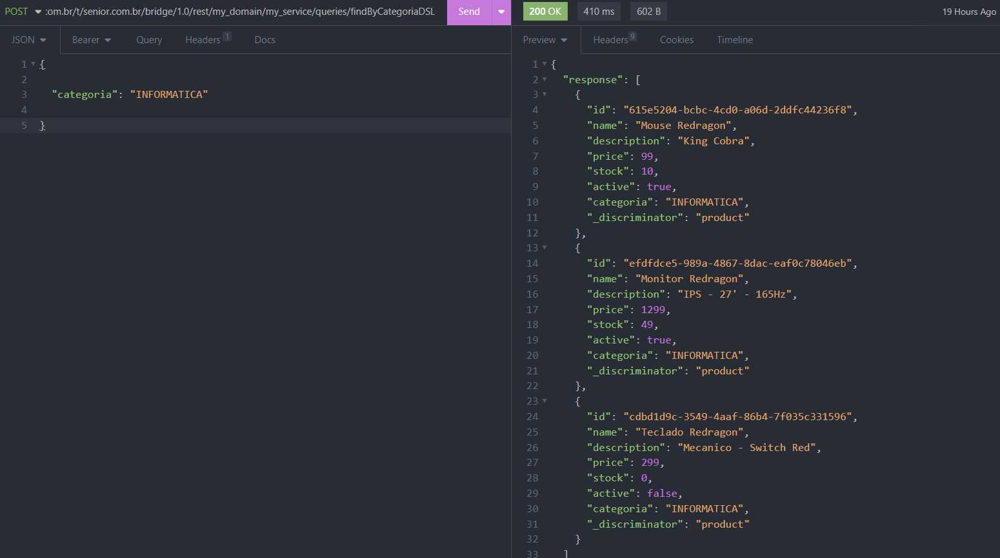 POST :om.br/t/senior.com.br/bridge/1.0/rest/my_domain/my_service/queries/findByCategoriaDSL Send
200 OK 410 ms 602 B 19 Hours Ago
JSON Bearer Query Headers 1 Docs
Preview Headers 9 Cookies Timeline
1 {
2
3 "categoria": "INFORMATICA"
4
5 }
1 {
2 "response": [
3 {
4 "id": "615e5204-bcbc-4cd0-a06d-2ddfc44236f8",
5 "name": "Mouse Redragon",
6 "description": "King Cobra",
7 "price": 99,
8 "stock": 10,
9 "active": true,
10 "categoria": "INFORMATICA",
11 "_discriminator": "product"
12 },
13 {
14 "id": "efdfdce5-989a-4867-8dac-eaf0c78046eb",
15 "name": "Monitor Redragon",
16 "description": "IPS - 27' - 165Hz",
17 "price": 1299,
18 "stock": 49,
19 "active": true,
20 "categoria": "INFORMATICA",
21 "_discriminator": "product"
22 },
23 {
24 "id": "cdbd1d9c-3549-4aaf-86b4-7f035c331596",
25 "name": "Teclado Redragon",
26 "description": "Mecanico - Switch Red",
27 "price": 299,
28 "stock": 0,
29 "active": false,
30 "categoria": "INFORMATICA",
31 "_discriminator": "product"
32 }
33 ]